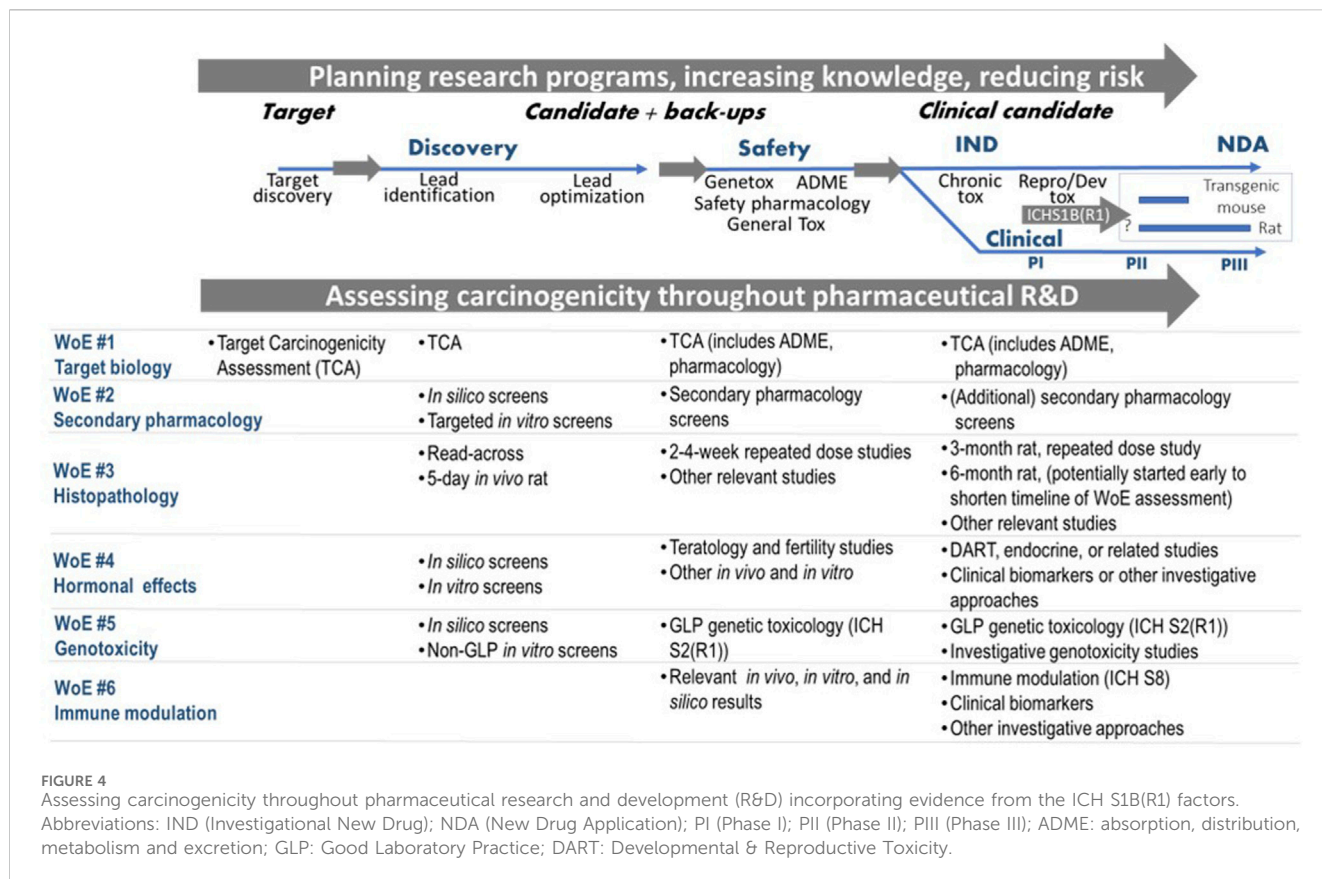 Planning research programs, increasing knowledge, reducing risk
Target
Candidate + back-ups
Clinical candidate
Discovery
Safety
IND
NDA
Target
discovery
Lead
identification
Lead
optimization
Genetox ADME
Safety pharmacology
General Tox
Chronic
tox
Repro/Dev
tox
ICHS1B(R1)
?
Transgenic
mouse
Rat
Clinical
PI
PII
PIII
Assessing carcinogenicity throughout pharmaceutical R&D
WoE #1
Target biology
• Target Carcinogenicity
Assessment (TCA)
• TCA
• TCA (includes ADME,
pharmacology)
• TCA (includes ADME,
pharmacology)
WoE #2
Secondary pharmacology
• In silico screens
• Targeted in vitro screens
• Secondary pharmacology
screens
• (Additional) secondary pharmacology
screens
WoE #3
Histopathology
• Read-across
• 5-day in vivo rat
• 2-4-week repeated dose studies
• Other relevant studies
• 3-month rat, repeated dose study
• 6-month rat, (potentially started early to
shorten timeline of WoE assessment)
• Other relevant studies
WoE #4
Hormonal effects
• In silico screens
• In vitro screens
• Teratology and fertility studies
• Other in vivo and in vitro
• DART, endocrine, or related studies
• Clinical biomarkers or other investigative
approaches
WoE #5
Genotoxicity
• In silico screens
• Non-GLP in vitro screens
• GLP genetic toxicology (ICH
S2(R1))
• GLP genetic toxicology (ICH S2(R1))
• Investigative genotoxicity studies
WoE #6
Immune modulation
• Relevant in vivo, in vitro, and in
silico results
• Immune modulation (ICH S8)
• Clinical biomarkers
• Other investigative approaches
FIGURE 4
Assessing carcinogenicity throughout pharmaceutical research and development (R&D) incorporating evidence from the ICH S1B(R1) factors.
Abbreviations: IND (Investigational New Drug); NDA (New Drug Application); PI (Phase I); PII (Phase II); PIII (Phase III); ADME: absorption, distribution,
metabolism and excretion; GLP: Good Laboratory Practice; DART: Developmental & Reproductive Toxicity.